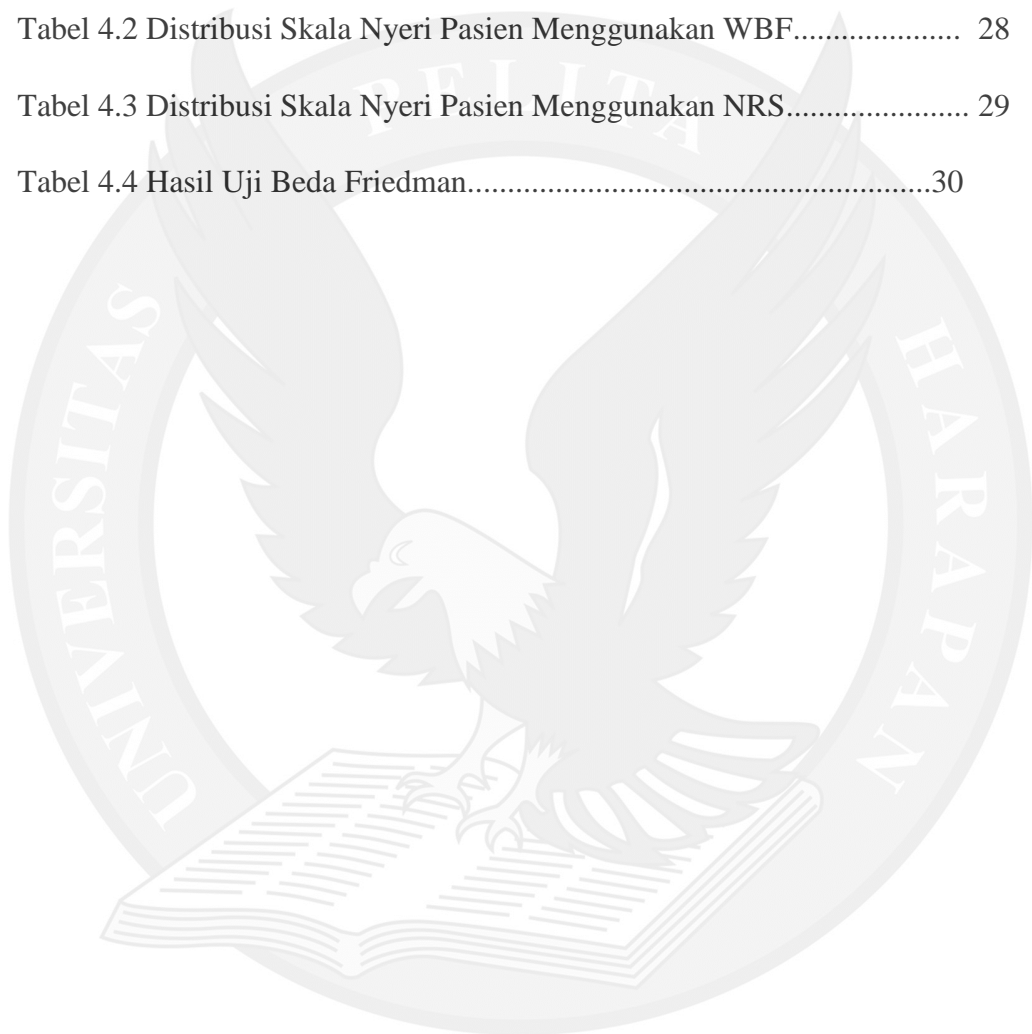 Tabel 4.2 Distribusi Skala Nyeri Pasien Menggunakan WBF..................... 28
Tabel 4.3 Distribusi Skala Nyeri Pasien Menggunakan NRS....................... 29
Tabel 4.4 Hasil Uji Beda Friedman..........................................................30
UNIVERSITAS PELITA HARAPAN